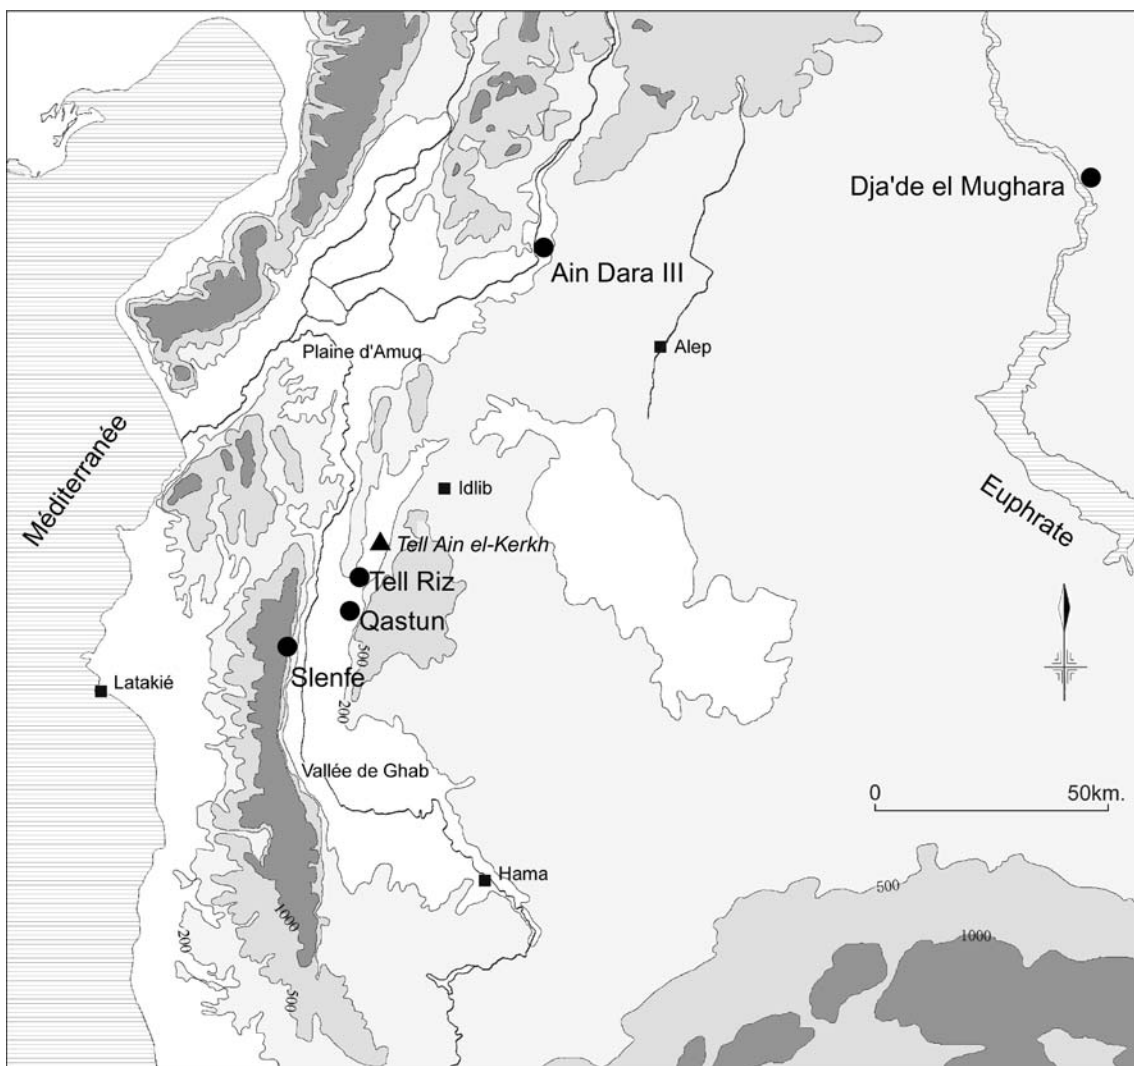 Dja'de el Mughara
Ain Dara III
Plaine d'Amuq
Alep
Méditerranée
Idlib
Euphrate
Tell Ain el-Kerkh
Tell Riz
Qastun
500
Slenfe
Latakié
200
Vallée de Ghab
0 50km.
Hama
500
1000
200
1000
500